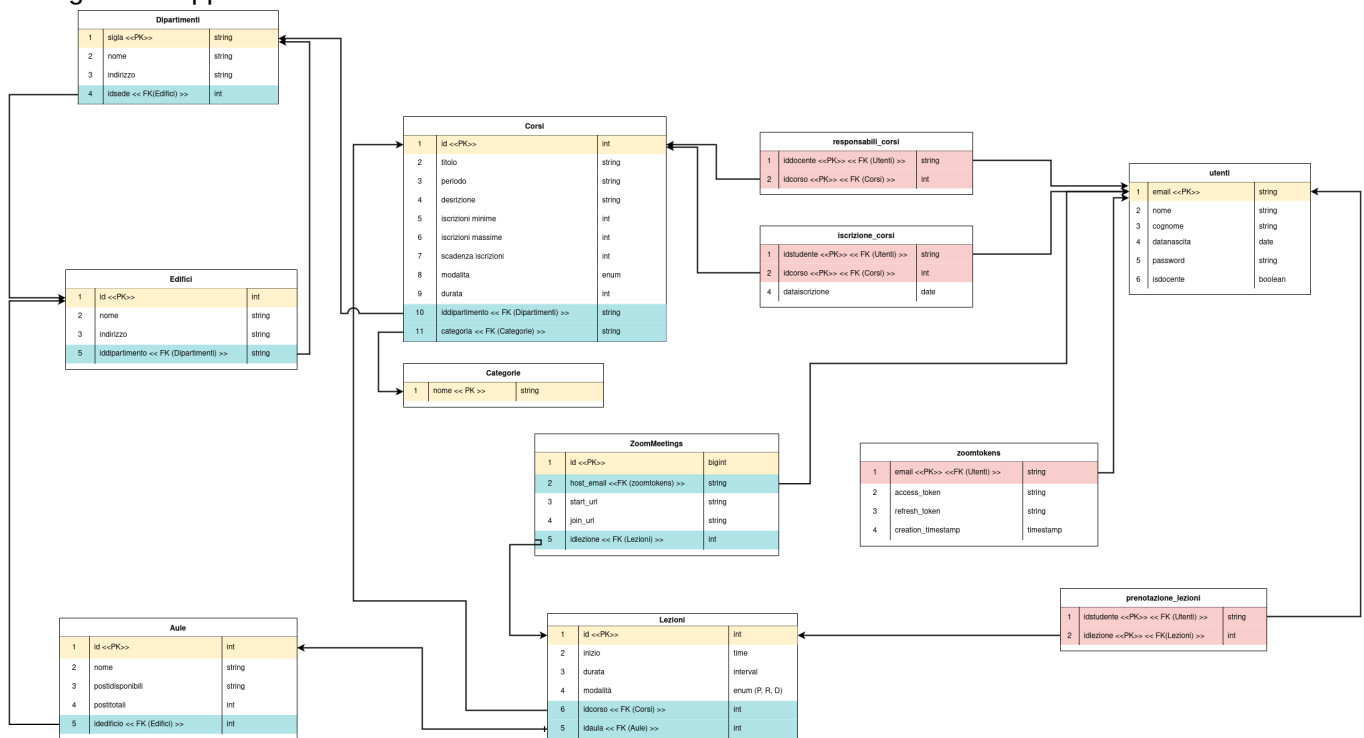 Dipartimenti
1 sigla <<PK>> string
2 nome string
3 indirizzo string
4 idsede << FK(Edifici) >> int
Corsi
1 id <<PK>> int
2 titolo string
3 periodo string
4 desrizione string
5 iscrizioni minime int
6 iscrizioni massime int
7 scadenza iscrizioni int
8 modalita enum
9 durata int
10 iddipartimento << FK (Dipartimenti) >> string
11 categoria << FK (Categorie) >> string
responsabili_corsi
1 iddocente <<PK>> << FK (Utenti) >> string
2 idcorso <<PK>> << FK (Corsi) >> int
utenti
1 email <<PK>> string
2 nome string
3 cognome string
4 datanascita date
5 password string
6 isdocente boolean
iscrizione_corsi
1 idstudente <<PK>> << FK (Utenti) >> string
2 idcorso <<PK>> << FK (Corsi) >> int
4 dataiscrizione date
Edifici
1 id <<PK>> int
2 nome string
3 indirizzo string
5 iddipartimento << FK (Dipartimenti) >> string
Categorie
1 nome << PK >> string
ZoomMeetings
1 id <<PK>> bigint
2 host_email <<FK (zoomtokens) >> string
3 start_url string
4 join_url string
5 idlezione << FK (Lezioni) >> int
zoomtokens
1 email <<PK>> <<FK (Utenti) >> string
2 access_token string
3 refresh_token string
4 creation_timestamp timestamp
prenotazione_lezioni
1 idstudente <<PK>> << FK (Utenti) >> string
2 idlezione <<PK>> << FK(Lezioni) >> int
Aule
1 id <<PK>> int
2 nome string
3 postidisponibili string
4 postitotali int
5 idedificio << FK (Edifici) >> int
Lezioni
1 id <<PK>> int
2 inizio time
3 durata interval
4 modalità enum (P, R, D)
6 idcorso << FK (Corsi) >> int
5 idaula << FK (Aule) >> int